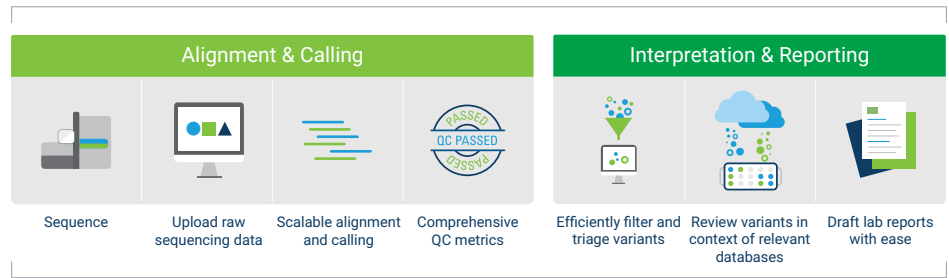 Alignment & Calling
Interpretation & Reporting
PASSED
QC PASSED
PASSED
Sequence
Upload raw
sequencing data
Scalable alignment
and calling
Comprehensive
QC metrics
Efficiently filter and
triage variants
Review variants in
context of relevant
databases
Draft lab reports
with ease